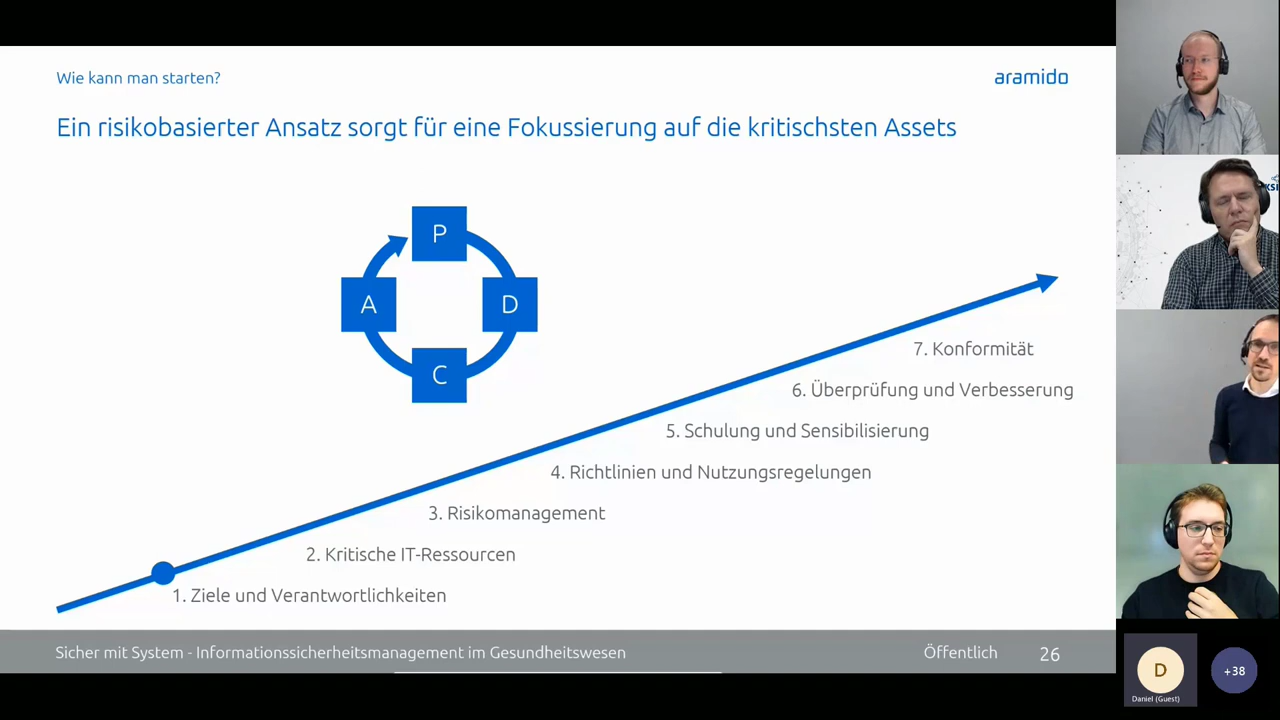 Wie kann man starten?
aramido
Ein risikobasierter Ansatz sorgt für eine Fokussierung auf die kritischsten Assets
P
A
D
C
7. Konformität
6. Überprüfung und Verbesserung
5. Schulung und Sensibilisierung
4. Richtlinien und Nutzungsregelungen
3. Risikomanagement
2. Kritische IT-Ressourcen
1. Ziele und Verantwortlichkeiten
Sicher mit System - Informationssicherheitsmanagement im Gesundheitswesen
Öffentlich
26
D
Daniel (Guest)
+38